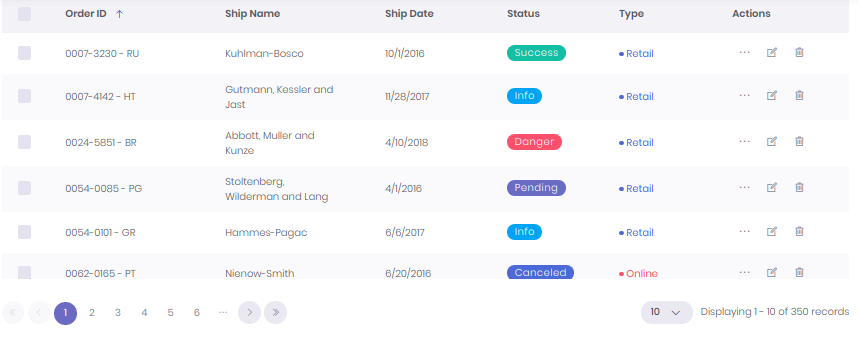 Order ID Ship Name Ship Date Status Type Actions
0007-3230 - RU Kuhlman-Bosco 10/1/2016 Success Retail
0007-4142 - HT Gutmann, Kessler and Jast 11/28/2017 Info Retail
0024-5851 - BR Abbott, Muller and Kunze 4/10/2018 Danger Retail
0054-0085 - PG Stoltenberg, Wilderman and Lang 4/1/2016 Pending Retail
0054-0101 - GR Hammes-Pagac 6/6/2017 Info Retail
0062-0165 - PT Nienow-Smith 6/20/2016 Canceled Online
1 2 3 4 5 6 ... 10 Displaying 1 - 10 of 350 records